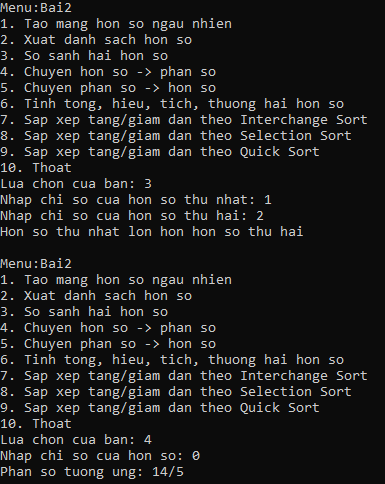 Menu:Bai2
1. Tao mang hon so ngau nhien
2. Xuat danh sach hon so
3. So sanh hai hon so
4. Chuyen hon so -> phan so
5. Chuyen phan so -> hon so
6. Tinh tong, hieu, tich, thuong hai hon so
7. Sap xep tang/giam dan theo Interchange Sort
8. Sap xep tang/giam dan theo Selection Sort
9. Sap xep tang/giam dan theo Quick Sort
10. Thoat
Lua chon cua ban: 3
Nhap chi so cua hon so thu nhat: 1
Nhap chi so cua hon so thu hai: 2
Hon so thu nhat lon hon hon so thu hai

Menu:Bai2
1. Tao mang hon so ngau nhien
2. Xuat danh sach hon so
3. So sanh hai hon so
4. Chuyen hon so -> phan so
5. Chuyen phan so -> hon so
6. Tinh tong, hieu, tich, thuong hai hon so
7. Sap xep tang/giam dan theo Interchange Sort
8. Sap xep tang/giam dan theo Selection Sort
9. Sap xep tang/giam dan theo Quick Sort
10. Thoat
Lua chon cua ban: 4
Nhap chi so cua hon so: 0
Phan so tuong ung: 14/5